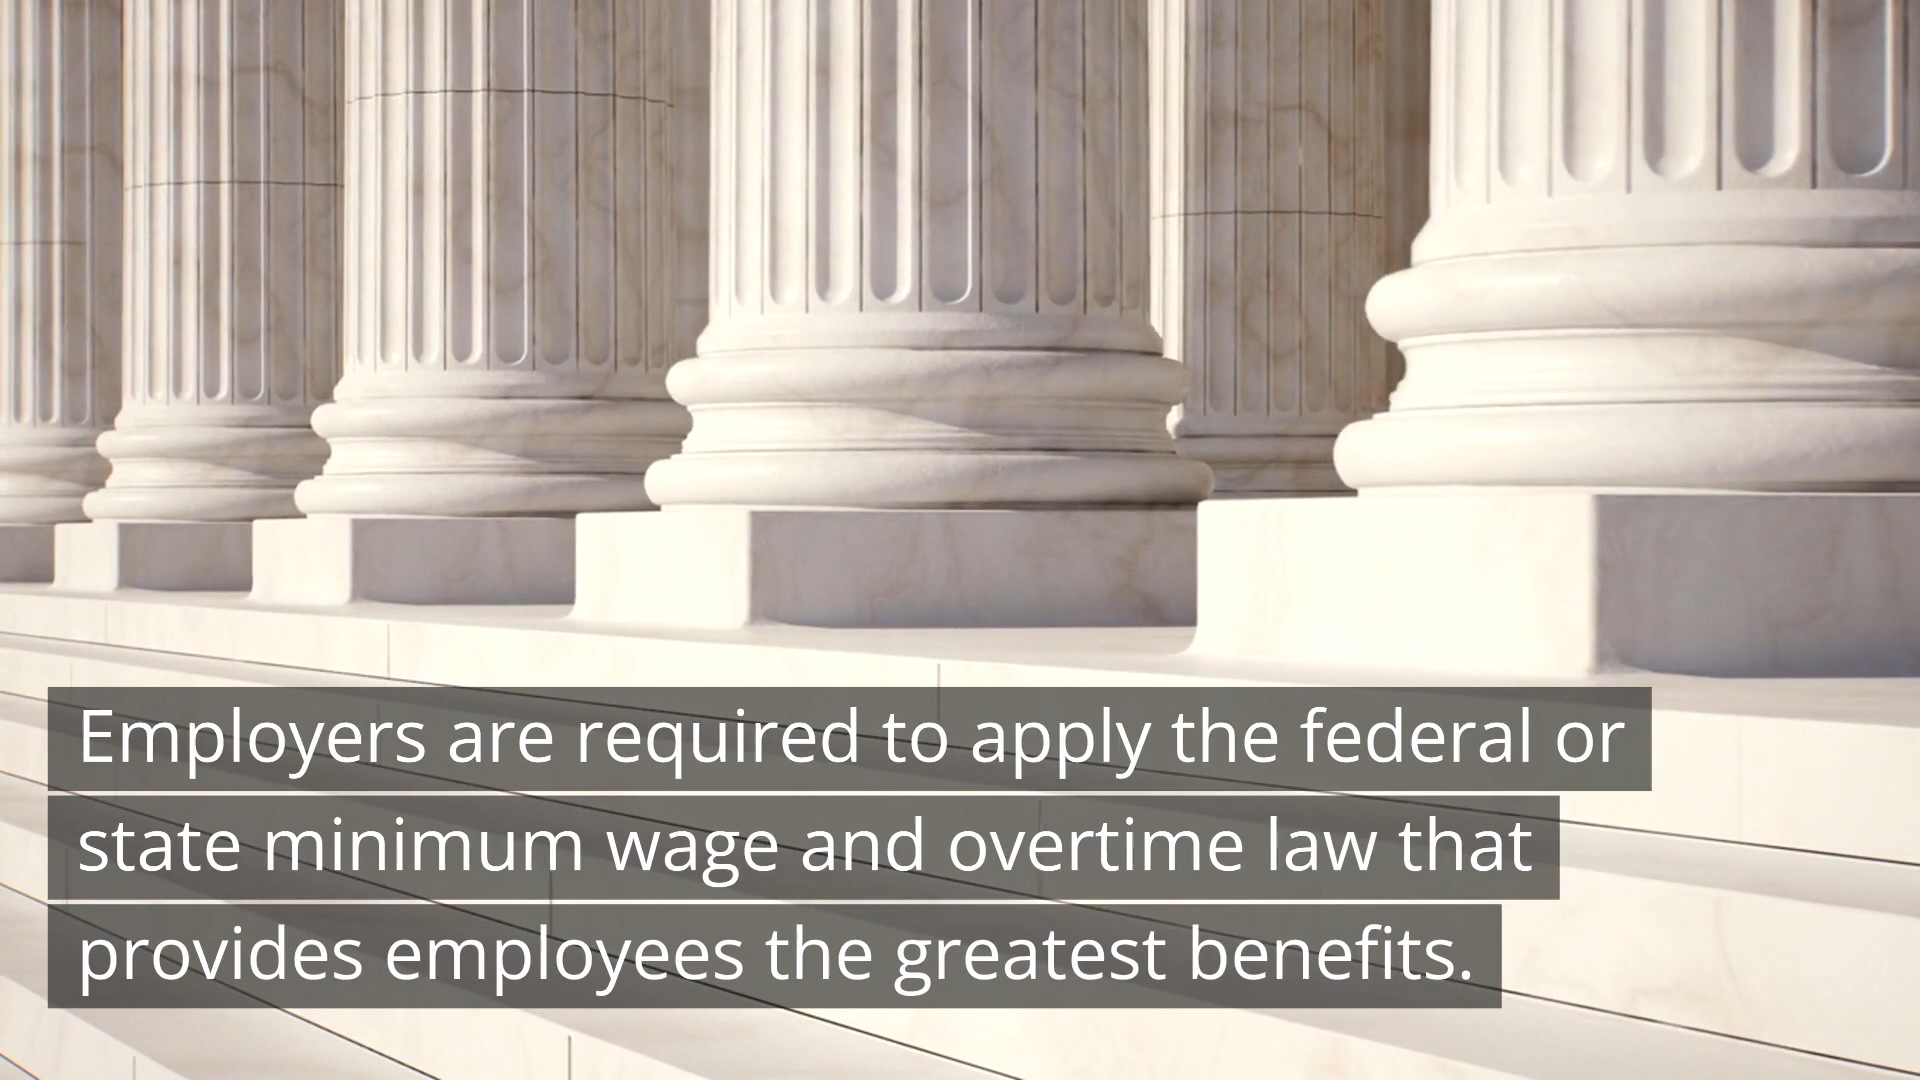 Employers are required to apply the federal or
state minimum wage and overtime law that
provides employees the greatest benefits.